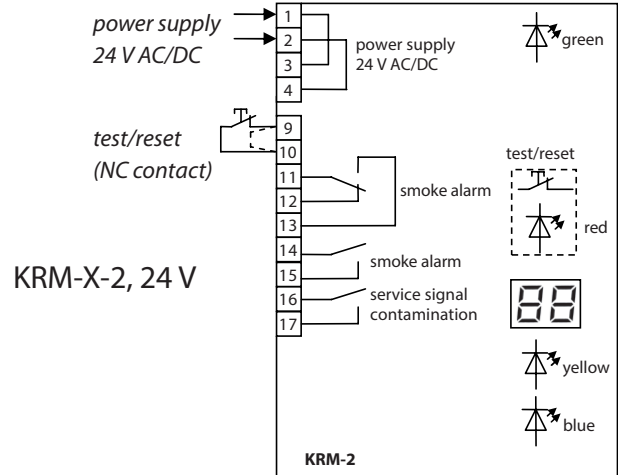 power supply
24 V AC/DC
test/reset
(NC contact)
KRM-X-2, 24 V
1
2
3
4
9
10
11
12
13
14
15
16
17
power supply
24 V AC/DC
smoke alarm
smoke alarm
service signal
contamination
green
test/reset
red
88
yellow
blue
KRM-2